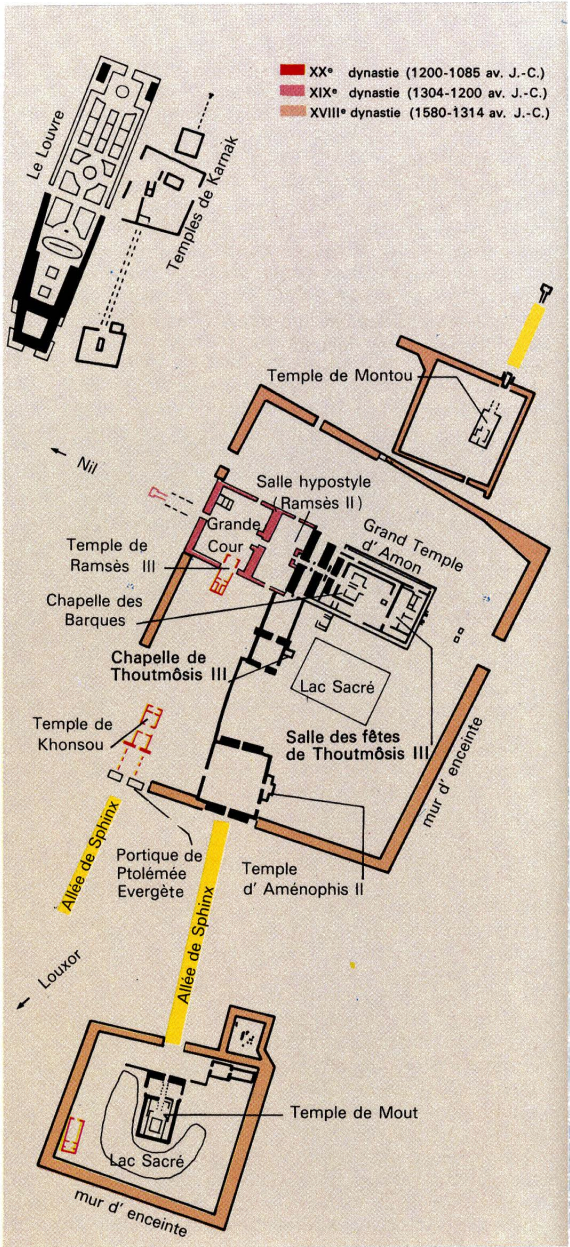 XXe dynastie (1200-1085 av. J.-C.)
XIXe dynastie (1304-1200 av. J.-C.)
XVIIIe dynastie (1580-1314 av. J.-C.)
Le Louvre
Temples de Karnak
Temple de Montou
Nil
Salle hypostyle
(Ramsès II)
Grande
Cour
Grand Temple
d'Amon
Temple de
Ramsès III
Chapelle des
Barques
Chapelle de
Thoutmôsis III
Lac Sacré
Salle des fêtes
de Thoutmôsis III
mur d'enceinte
Temple de
Khonsou
Allée de Sphinx
Portique de
Ptolémée
Evergète
Temple
d'Aménophis II
Allée de Sphinx
Louxor
Temple de Mout
Lac Sacré
mur d'enceinte